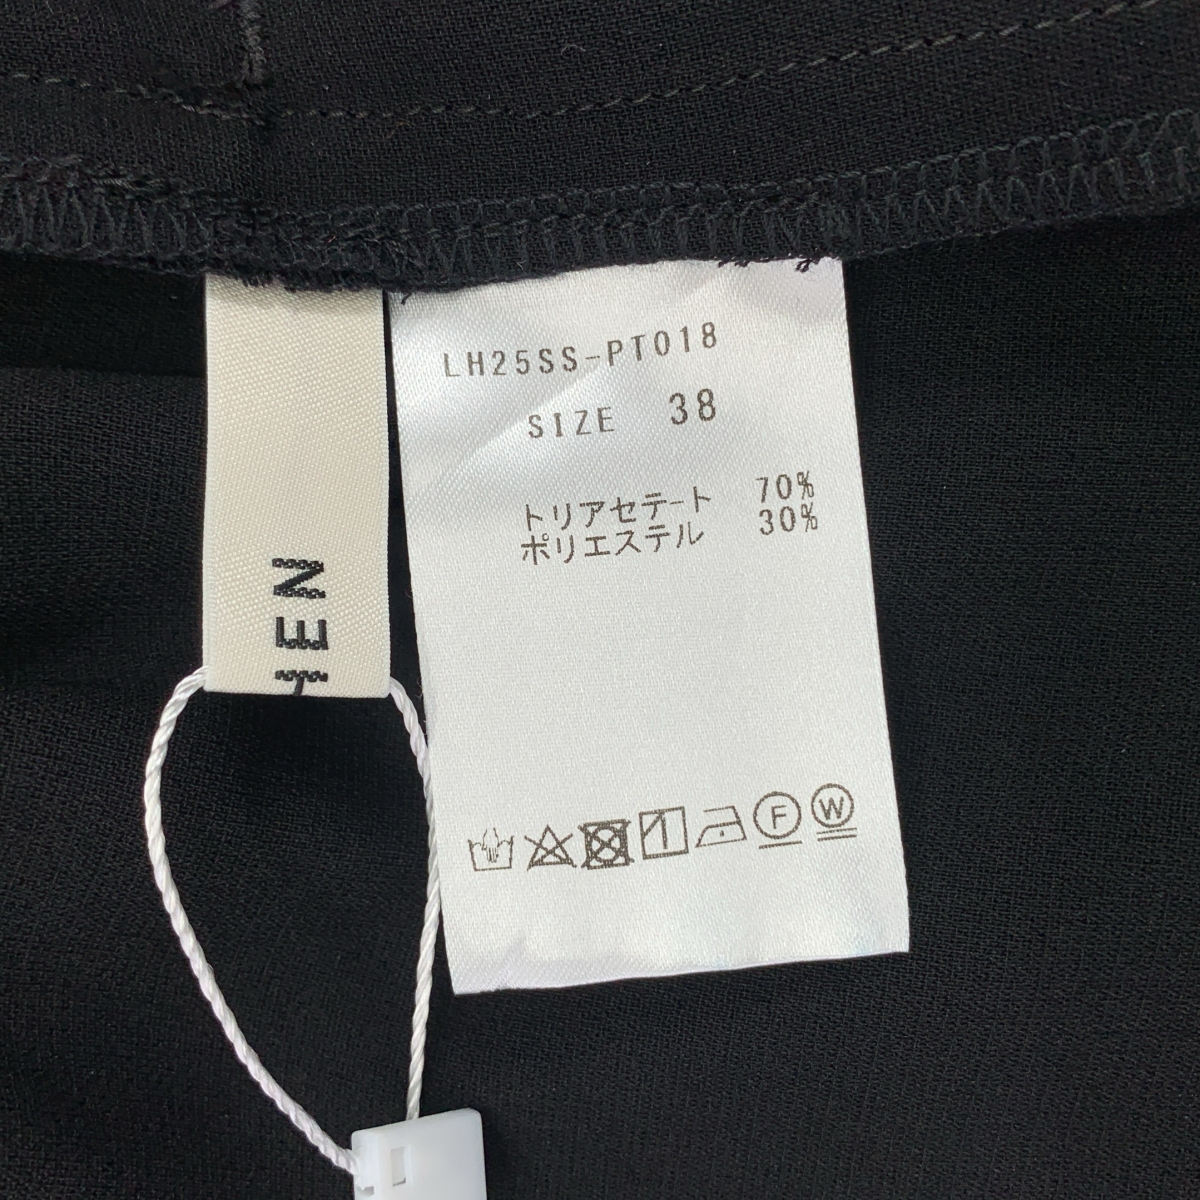 LH25SS-PT018
SIZE 38
トリアセテート 70%
ポリエステル 30%
F
W
HEN